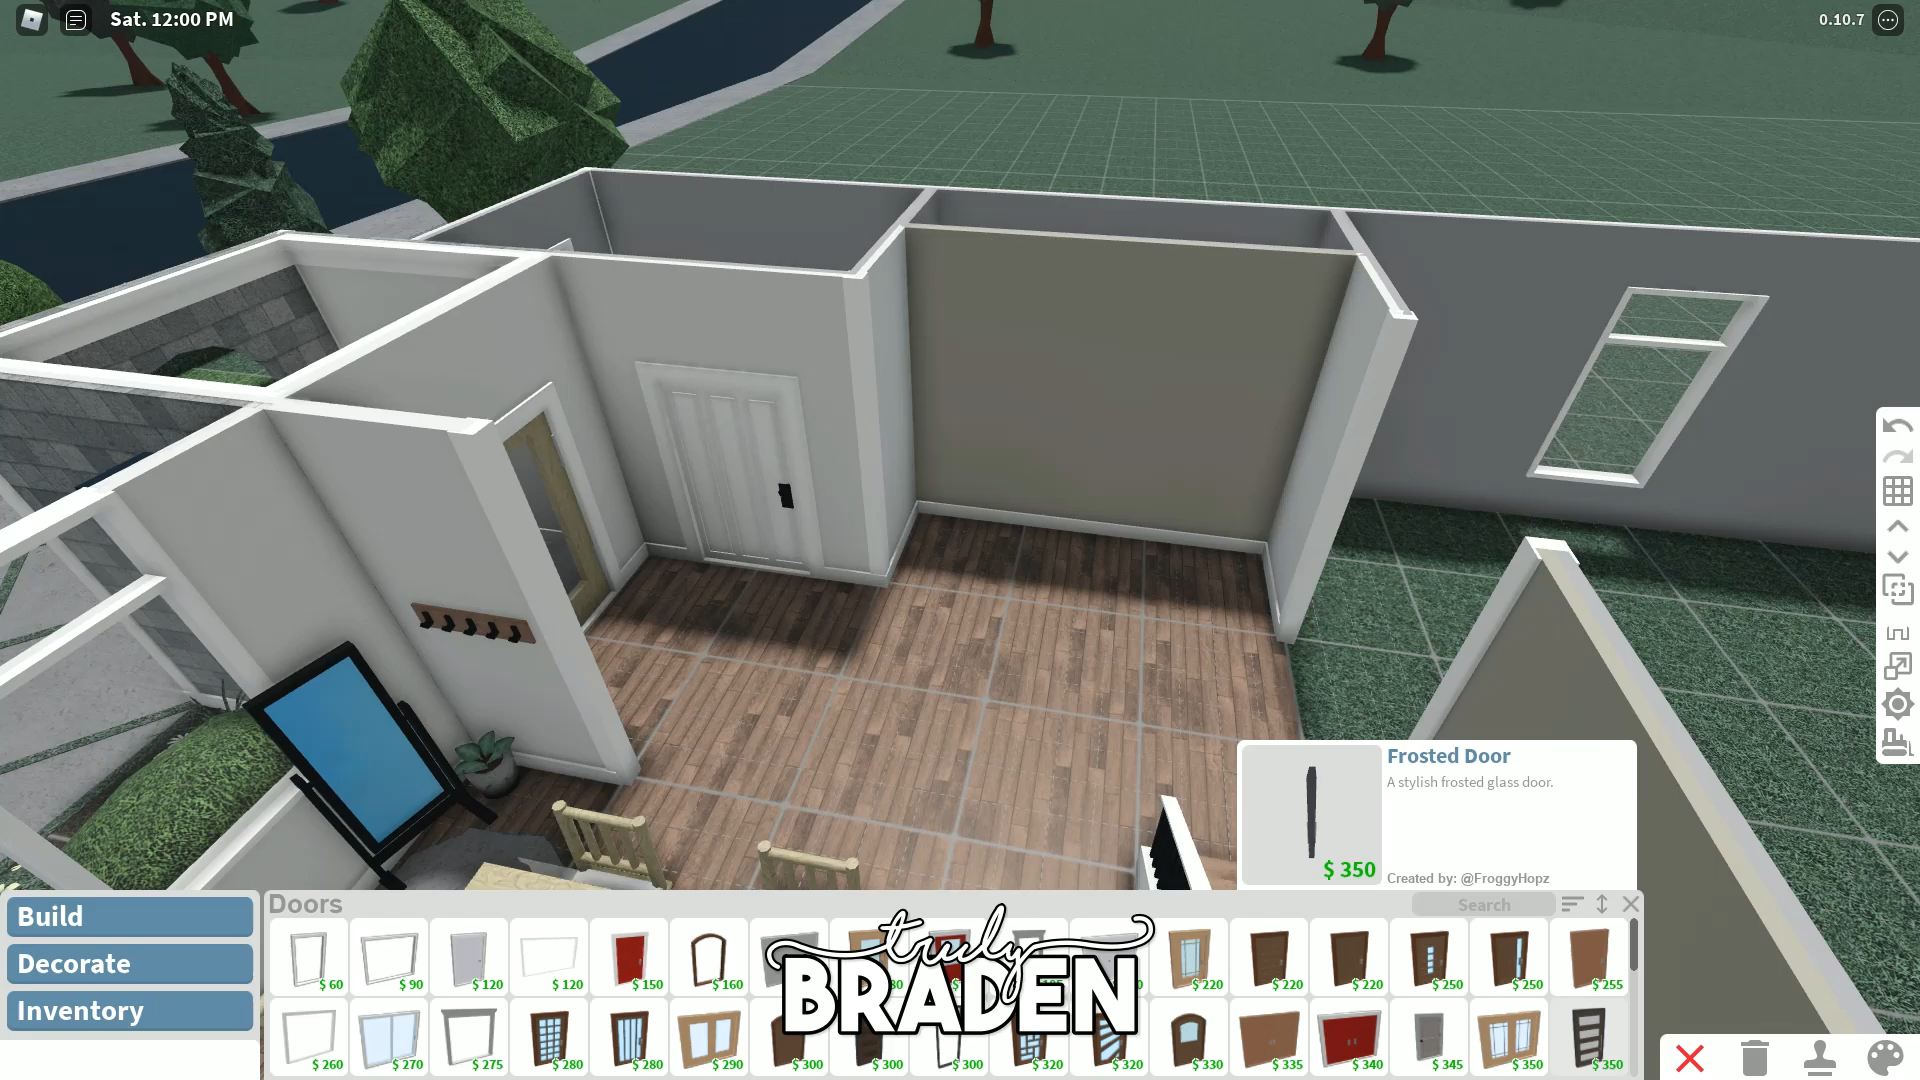 Sat. 12:00 PM
0.10.7
Frosted Door
A stylish frosted glass door.
$ 350
Created by: @FroggyHopz
Build
Decorate
Inventory
Doors
Search
$ 60
$ 90
$ 120
$ 120
$ 150
$ 160
$ 220
$ 220
$ 220
$ 250
$ 250
$ 255
truly
BRADEN
$ 260
$ 270
$ 275
$ 280
$ 280
$ 290
$ 300
$ 300
$ 300
$ 320
$ 320
$ 330
$ 335
$ 340
$ 345
$ 350
$ 350